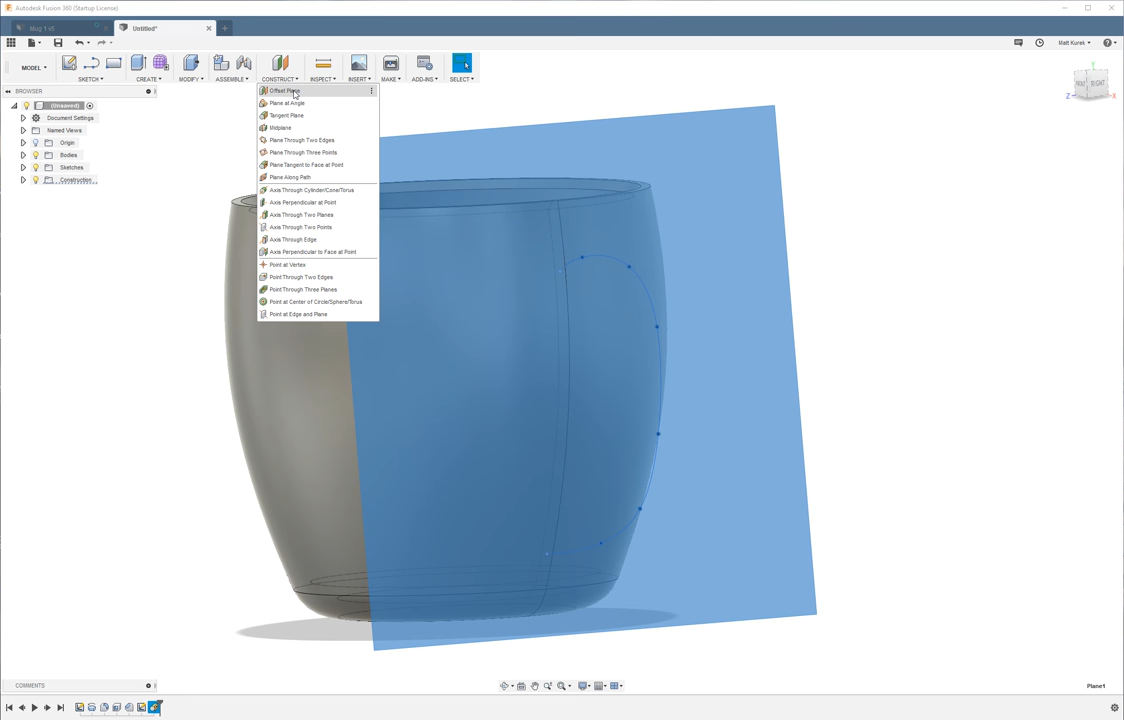 Autodesk Fusion 360 (Startup License)
Mug 1 v5
Untitled*
Matt Kurek
MODEL
SKETCH
CREATE
MODIFY
ASSEMBLE
CONSTRUCT
INSPECT
INSERT
MAKE
ADD-INS
SELECT
BROWSER
(Unsaved)
Document Settings
Named Views
Origin
Bodies
Sketches
Construction
Offset Plane
Plane at Angle
Tangent Plane
Midplane
Plane Through Two Edges
Plane Through Three Points
Plane Tangent to Face at Point
Plane Along Path
Axis Through Cylinder/Cone/Torus
Axis Perpendicular at Point
Axis Through Two Planes
Axis Through Two Points
Axis Through Edge
Axis Perpendicular to Face at Point
Point at Vertex
Point Through Two Edges
Point Through Three Planes
Point at Center of Circle/Sphere/Torus
Point at Edge and Plane
Y
RIGHT
Z
X
COMMENTS
Plane1